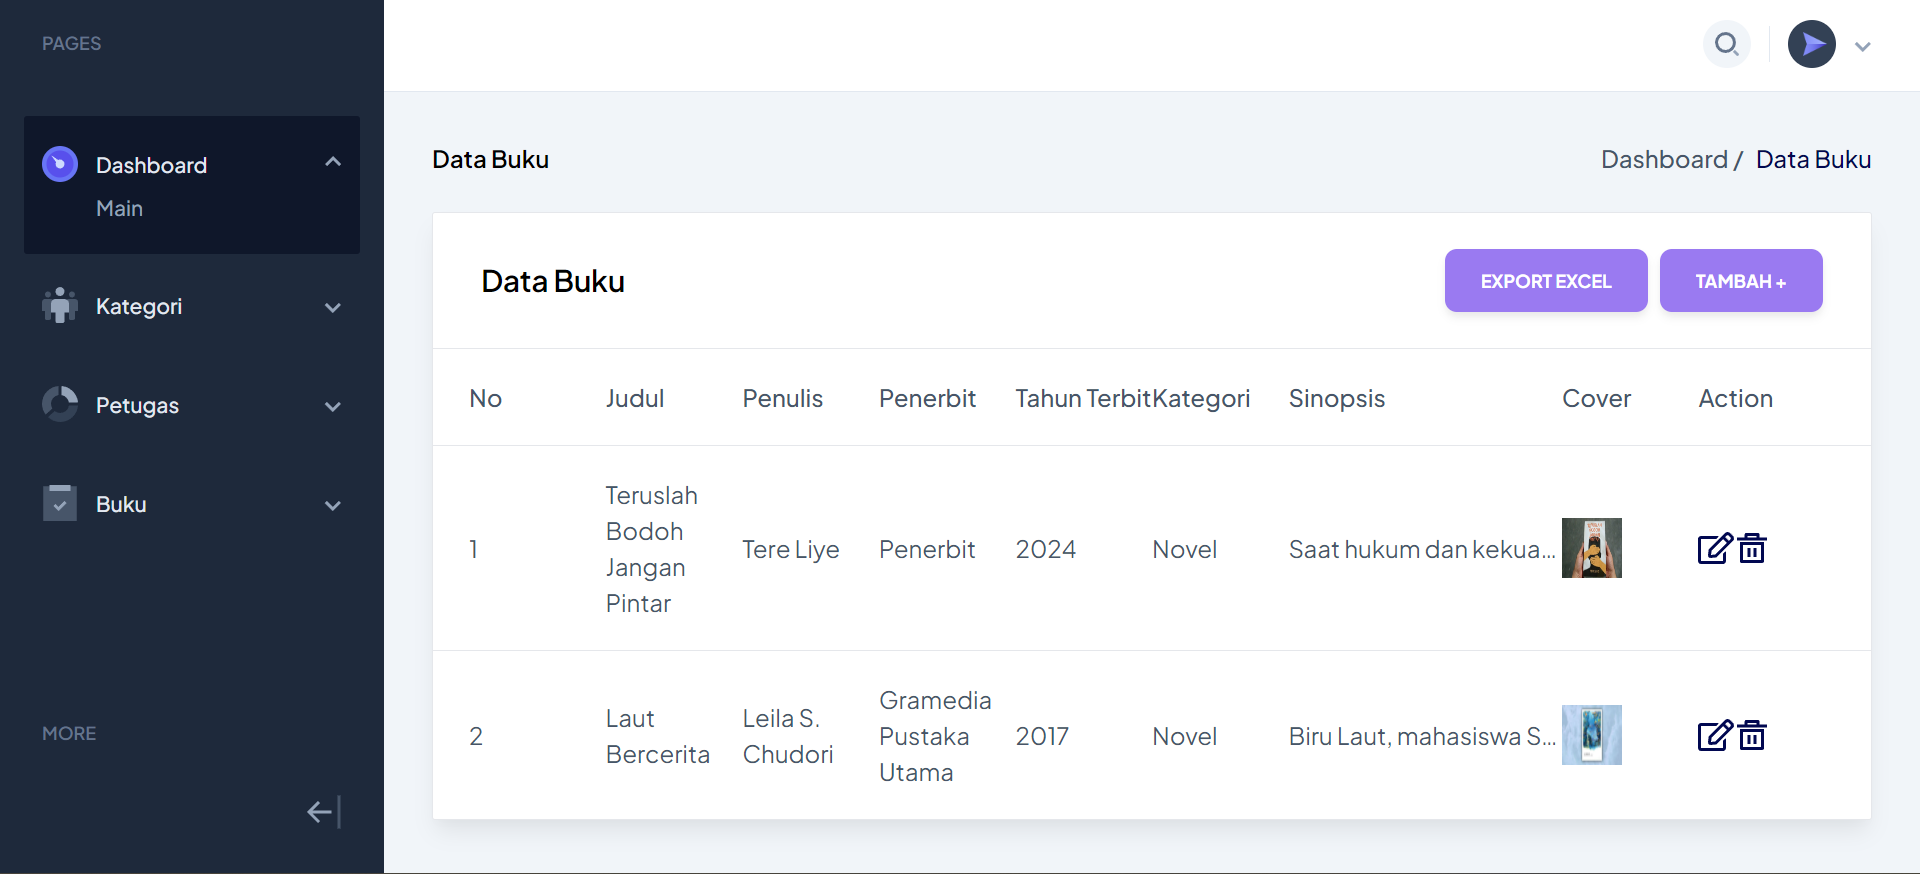 PAGES
Dashboard
Main
Kategori
Petugas
Buku
MORE
Data Buku
Dashboard / Data Buku
Data Buku
EXPORT EXCEL
TAMBAH +
No Judul Penulis Penerbit Tahun Terbit Kategori Sinopsis Cover Action
1
Teruslah
Bodoh
Jangan
Pintar
Tere Liye
Penerbit
2024
Novel
Saat hukum dan kekua...
2
Laut
Bercerita
Leila S.
Chudori
Gramedia
Pustaka
Utama
2017
Novel
Biru Laut, mahasiswa S...